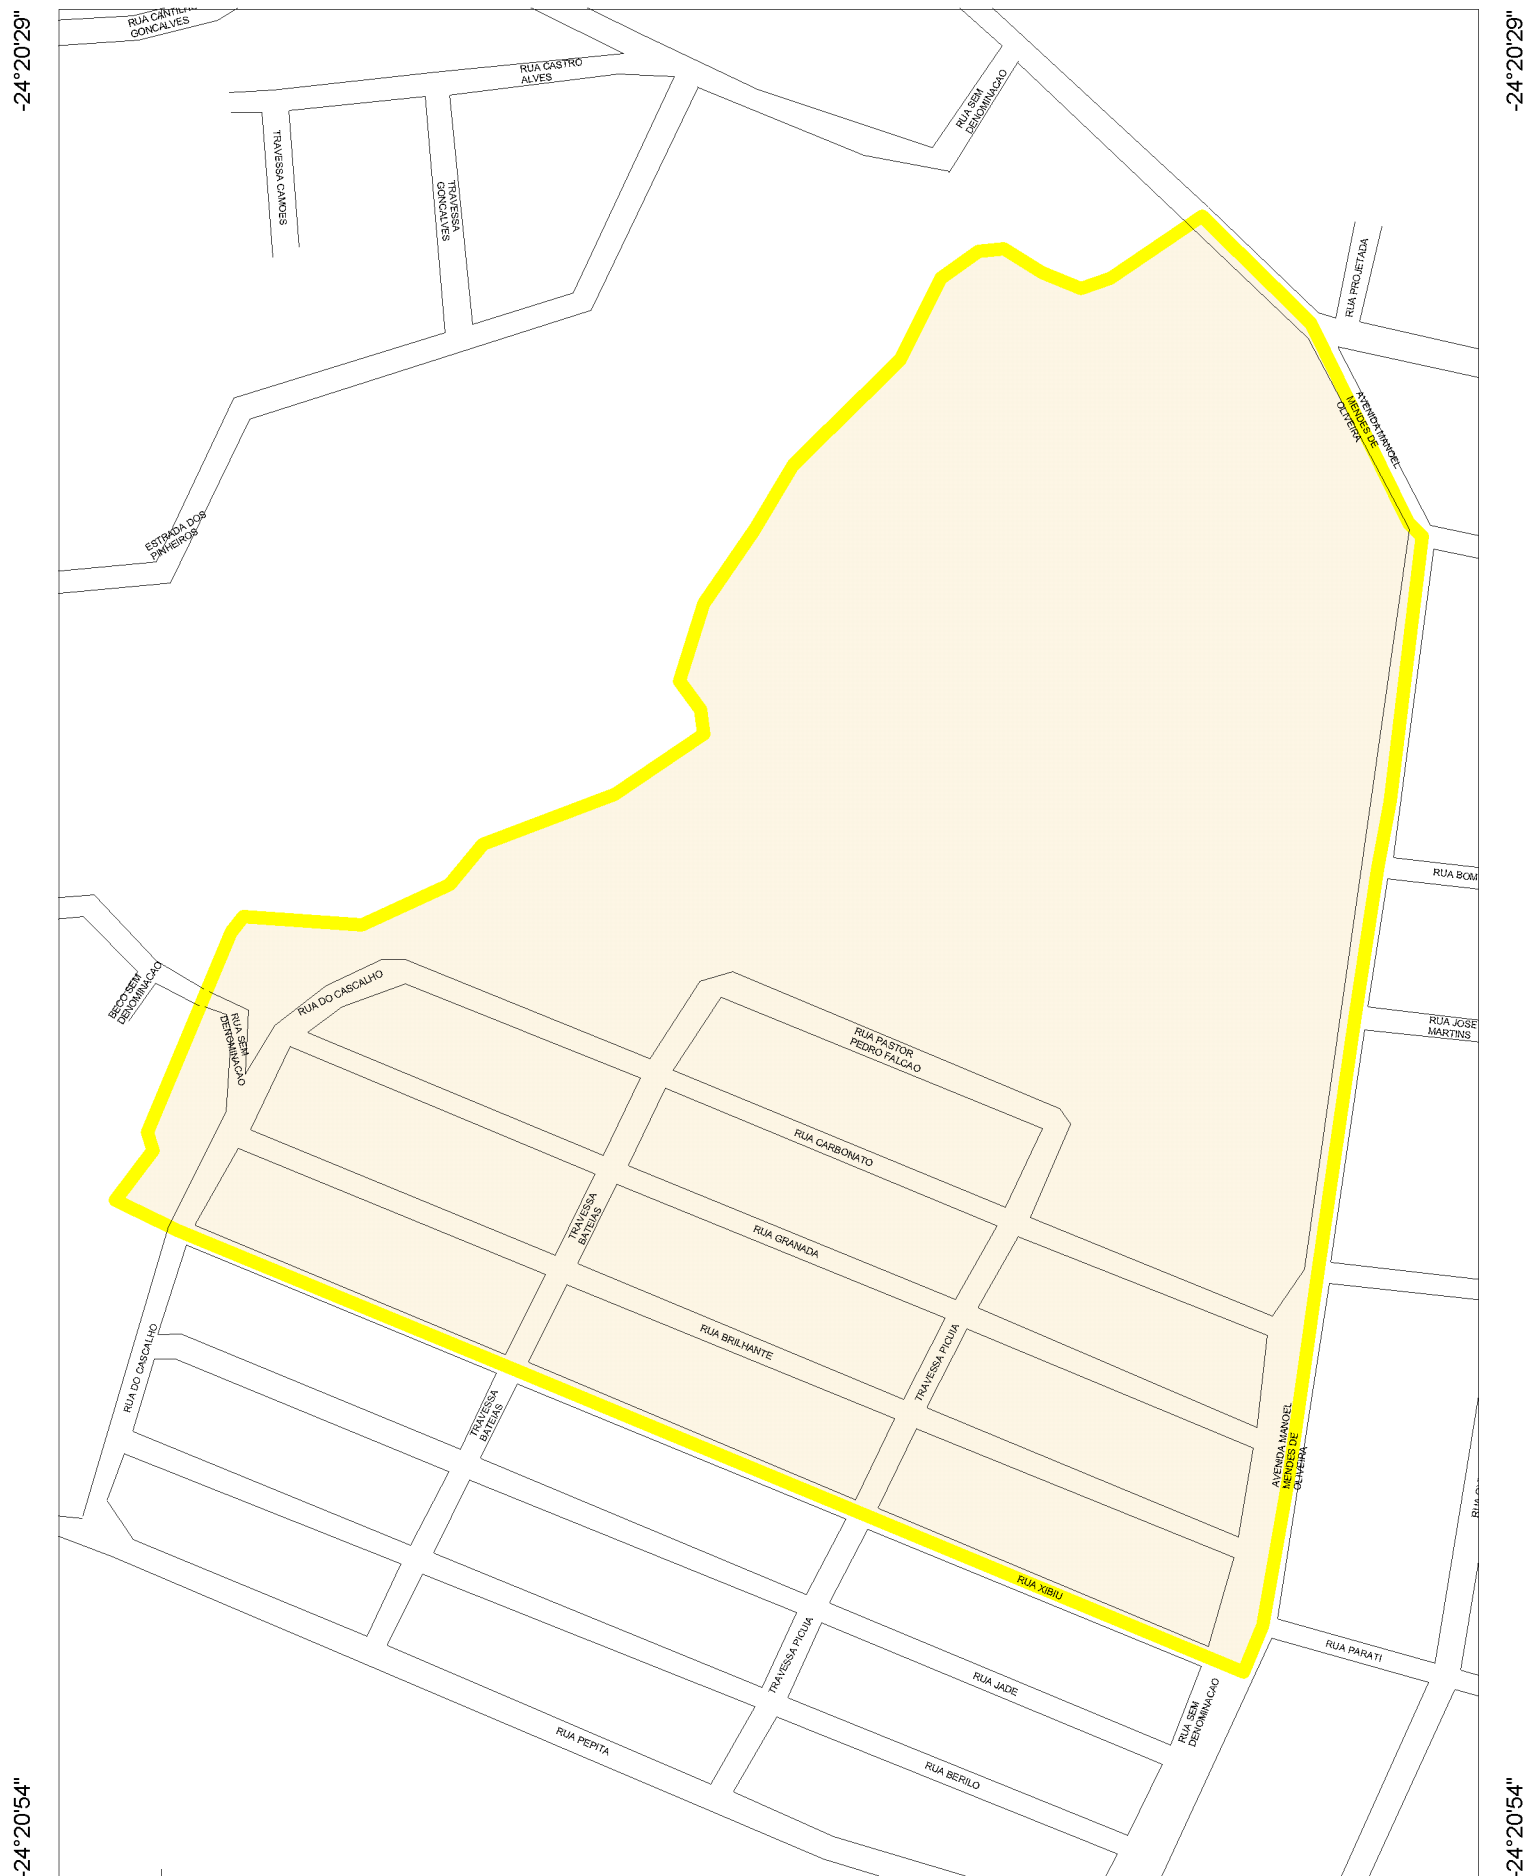 -24°20'29"
-24°20'29"
GONCALVES
RUA CASTRO
ALVES
RUA SEM
DENOMINACAO
TRAVESSA CAMOES
TRAVESSA
GONCALVES
RUA PROJETADA
AVENIDA MANOEL
MENDES DE
OLIVEIRA
ESTRADA DOS
PINHEIROS
RUA BOM
BECO SEM
DENOMINACAO
RUA DO CASCALHO
RUA SEM
DENOMINACAO
RUA PASTOR
PEDRO FALCAO
RUA JOSE
MARTINS
RUA CARBONATO
TRAVESSA
BATEIAS
RUA GRANADA
RUA BRILHANTE
TRAVESSA PICUIA
RUA DO CASCALHO
TRAVESSA
BATEIAS
AVENIDA MANOEL
MENDES DE
OLIVEIRA
RUA XIBIU
TRAVESSA PICUIA
RUA PARATI
RUA JADE
RUA SEM
DENOMINACAO
RUA PEPITA
RUA BERILO
-24°20'54"
-24°20'54"